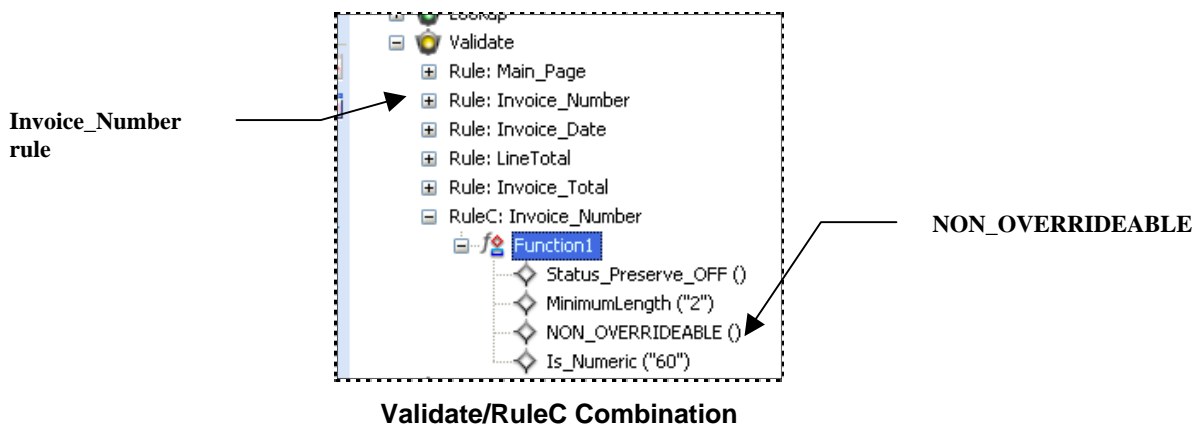 Lookup
Validate
Rule: Main_Page
Invoice_Number
rule
Rule: Invoice_Number
Rule: Invoice_Date
Rule: LineTotal
Rule: Invoice_Total
RuleC: Invoice_Number
NON_OVERRIDEABLE
Function1
Status_Preserve_OFF ()
MinimumLength ("2")
NON_OVERRIDEABLE ()
Is_Numeric ("60")
Validate/RuleC Combination